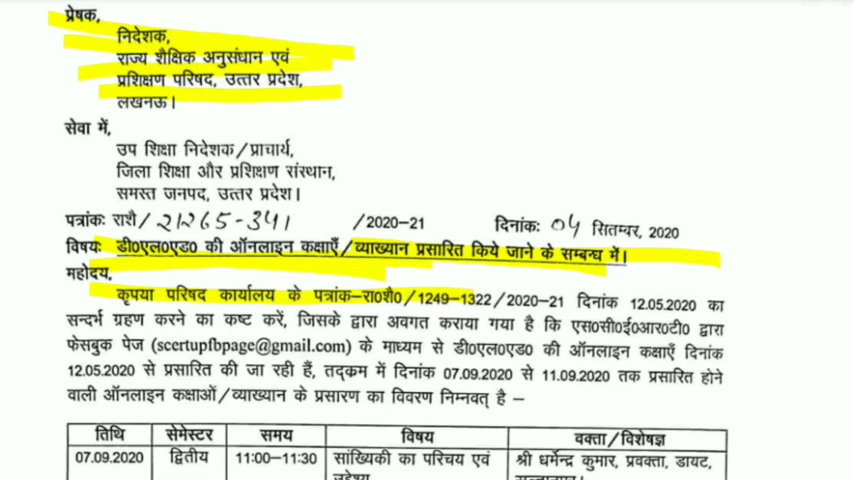 प्रेषक,
निदेशक,
राज्य शैक्षिक अनुसंधान एवं
प्रशिक्षण परिषद, उत्तर प्रदेश,
लखनऊ।
सेवा में,
उप शिक्षा निदेशक/प्राचार्य,
जिला शिक्षा और प्रशिक्षण संस्थान,
समस्त जनपद, उत्तर प्रदेश।
पत्रांकः राशै/21265-341 /2020-21 दिनांकः 04 सितम्बर, 2020
विषयः डी0एल0एड0 की ऑनलाइन कक्षाएँ/व्याख्यान प्रसारित किये जाने के सम्बन्ध में।
महोदय,
कृपया परिषद कार्यालय के पत्रांक-रा0शै0/1249-1322/2020-21 दिनांक 12.05.2020 का
सन्दर्भ ग्रहण करने का कष्ट करें, जिसके द्वारा अवगत कराया गया है कि एस0सी0ई0आर0टी0 द्वारा
फेसबुक पेज (scertupfbpage@gmail.com) के माध्यम से डी0एल0एड0 की ऑनलाइन कक्षाएँ दिनांक
12.05.2020 से प्रसारित की जा रही हैं, तद्क्रम में दिनांक 07.09.2020 से 11.09.2020 तक प्रसारित होने
वाली ऑनलाइन कक्षाओं/व्याख्यान के प्रसारण का विवरण निम्नवत् है –
तिथि सेमेस्टर समय विषय वक्ता/विशेषज्ञ
07.09.2020 द्वितीय 11:00-11:30 सांख्यिकी का परिचय एवं श्री धर्मेन्द्र कुमार, प्रवक्ता, डायट,